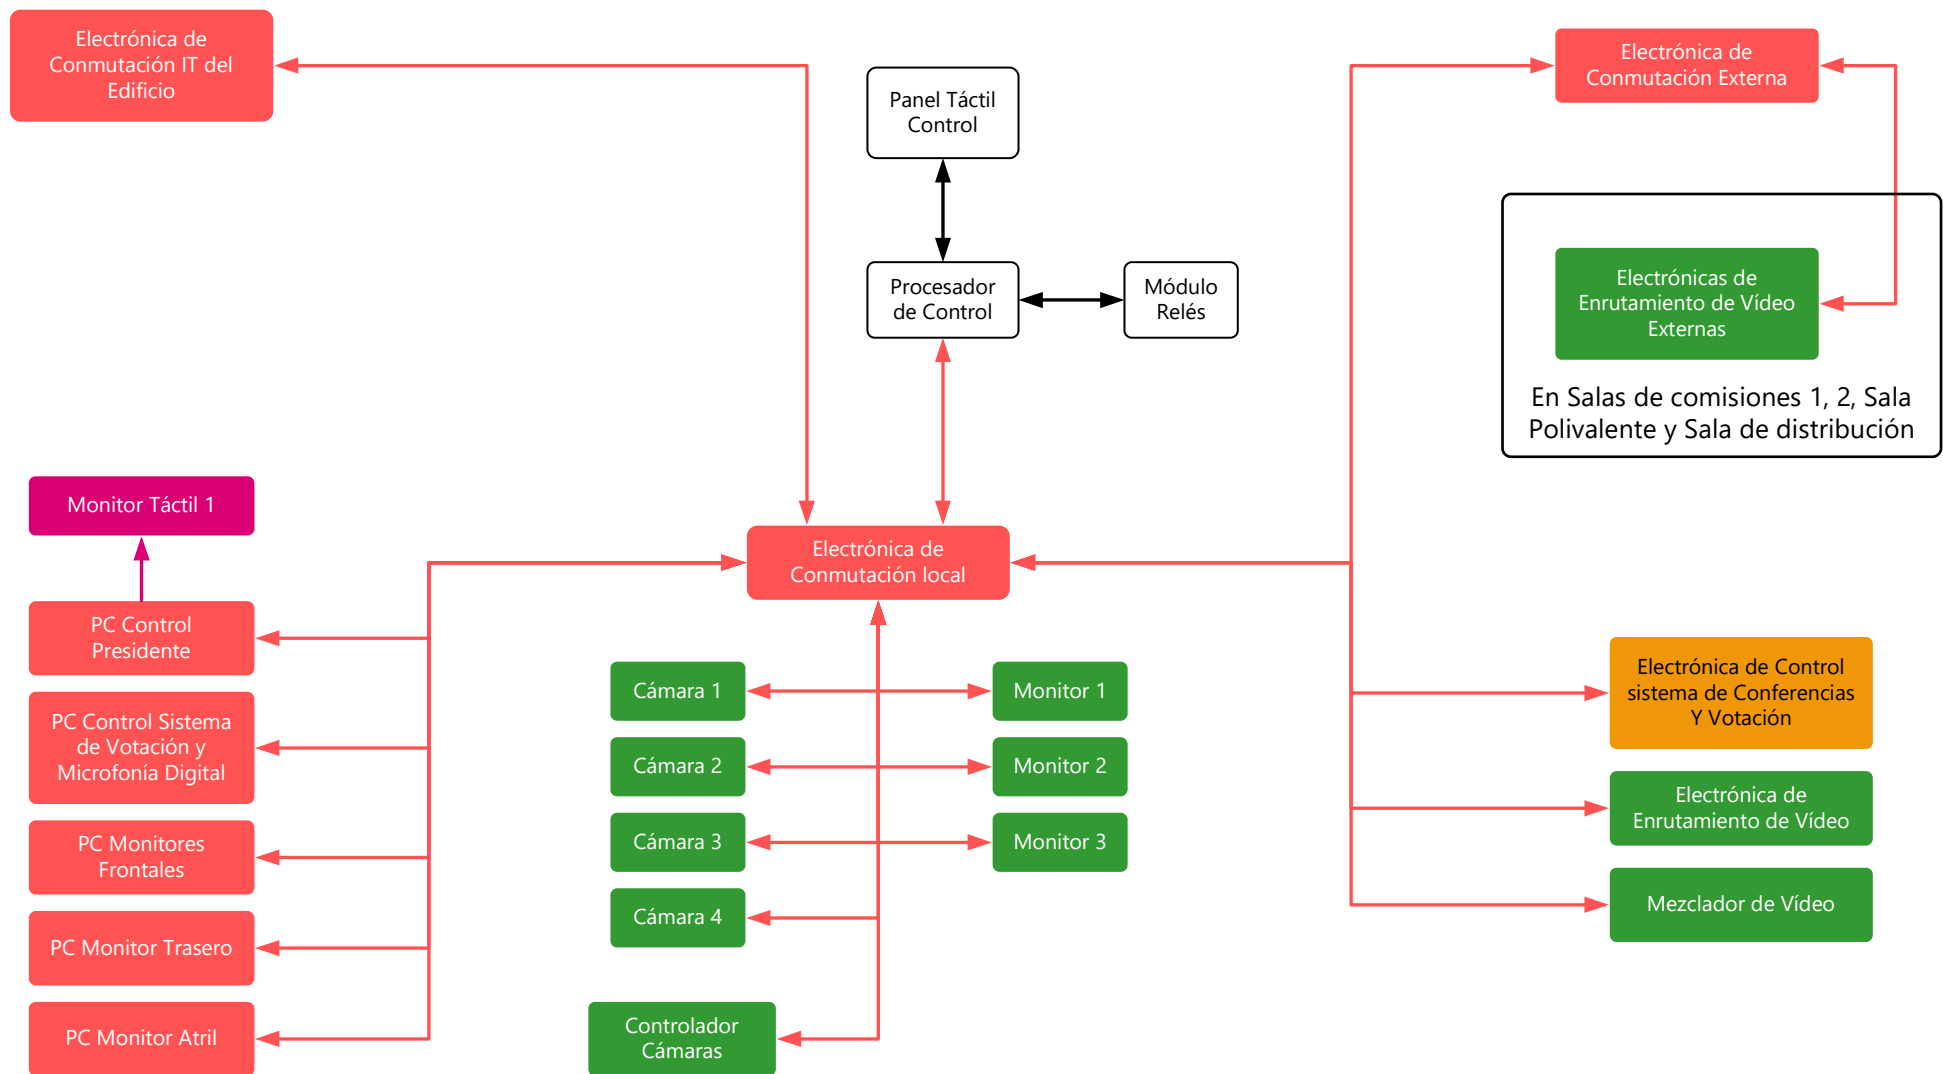 Electrónica de
Conmutación IT del
Edificio
Panel Táctil
Control
Electrónica de
Conmutación Externa
Procesador
de Control
Módulo
Relés
Electrónicas de
Enrutamiento de Vídeo
Externas
En Salas de comisiones 1, 2, Sala
Polivalente y Sala de distribución
Monitor Táctil 1
Electrónica de
Conmutación local
PC Control
Presidente
PC Control Sistema
de Votación y
Microfonía Digital
PC Monitores
Frontales
PC Monitor Trasero
PC Monitor Atril
Cámara 1
Monitor 1
Cámara 2
Monitor 2
Cámara 3
Monitor 3
Cámara 4
Controlador
Cámaras
Electrónica de Control
sistema de Conferencias
Y Votación
Electrónica de
Enrutamiento de Vídeo
Mezclador de Vídeo